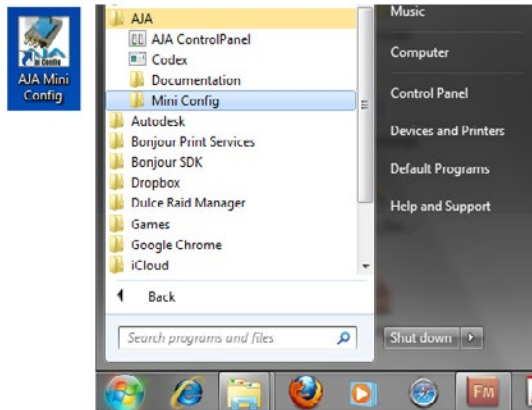 AJA Mini
Config
AJA
AJA ControlPanel
Codex
Documentation
Mini Config
Autodesk
Bonjour Print Services
Bonjour SDK
Dropbox
Dulce Raid Manager
Games
Google Chrome
iCloud
Back
Search programs and files
Music
Computer
Control Panel
Devices and Printers
Default Programs
Help and Support
Shut down
FM